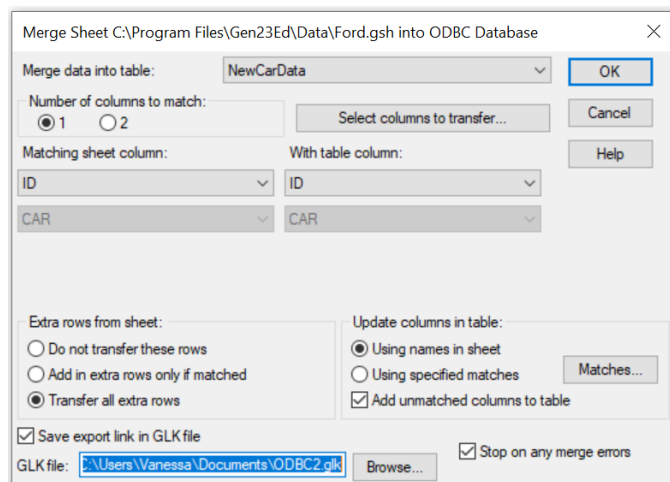 Merge Sheet C:\Program Files\Gen23Ed\Data\Ford.gsh into ODBC Database
Merge data into table: NewCarData OK
Number of columns to match:
1 2 Select columns to transfer... Cancel
Matching sheet column: With table column: Help
ID ID
CAR CAR
Extra rows from sheet: Update columns in table:
Do not transfer these rows Using names in sheet
Add in extra rows only if matched Using specified matches Matches...
Transfer all extra rows Add unmatched columns to table
Save export link in GLK file
GLK file: C:\Users\Vanessa\Documents\ODBC2.glk Browse... Stop on any merge errors